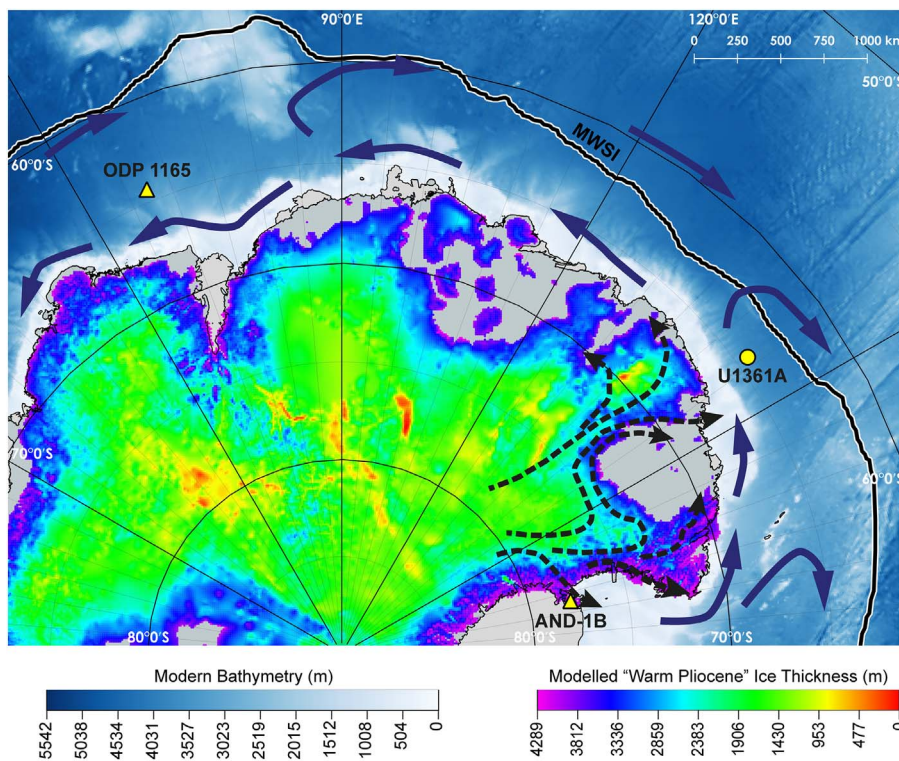 90°0'E
120°0'E
0 250 500 750 1000 km
50°0'S
MWSI
60°0'S
ODP 1165
U1361A
70°0'S
60°0'S
AND-1B
80°0'S
80°0'S
70°0'S
Modern Bathymetry (m)
5542 5038 4534 4031 3527 3023 2519 2015 1511 1008 504 0
Modelled “Warm Pliocene” Ice Thickness (m)
4289 3812 3336 2859 2383 1906 1430 953 477 0